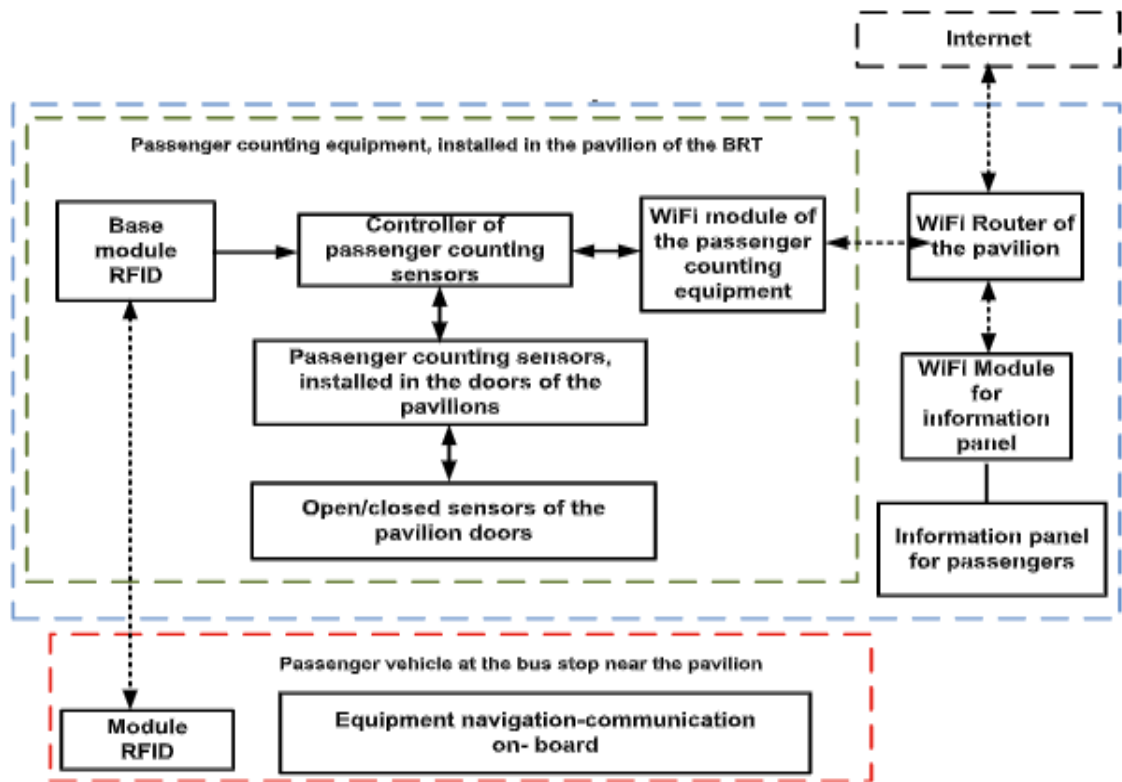 Internet
Passenger counting equipment, installed in the pavilion of the BRT
Base
module
RFID
Controller of
passenger counting
sensors
WiFi module of
the passenger
counting
equipment
WiFi Router of
the pavilion
Passenger counting sensors,
installed in the doors of the
pavilions
WiFi Module
for
information
panel
Open/closed sensors of the
pavilion doors
Information panel
for passengers
Passenger vehicle at the bus stop near the pavilion
Module
RFID
Equipment navigation-communication
on- board